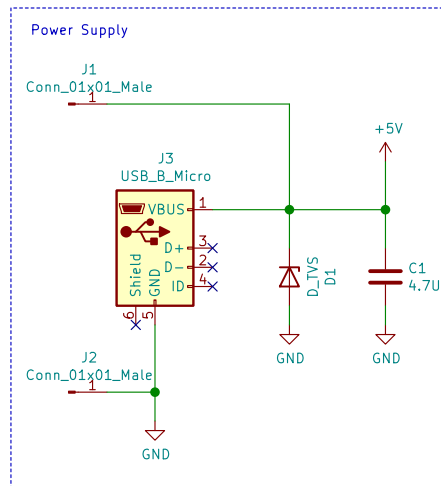 Power Supply
J1
Conn_01x01_Male
1
+5V
J3
USB_B_Micro
VBUS
1
D+
3
D-
2
ID
4
Shield
GND
6
5
D_TVS
D1
C1
4.7U
GND
GND
J2
Conn_01x01_Male
1
GND